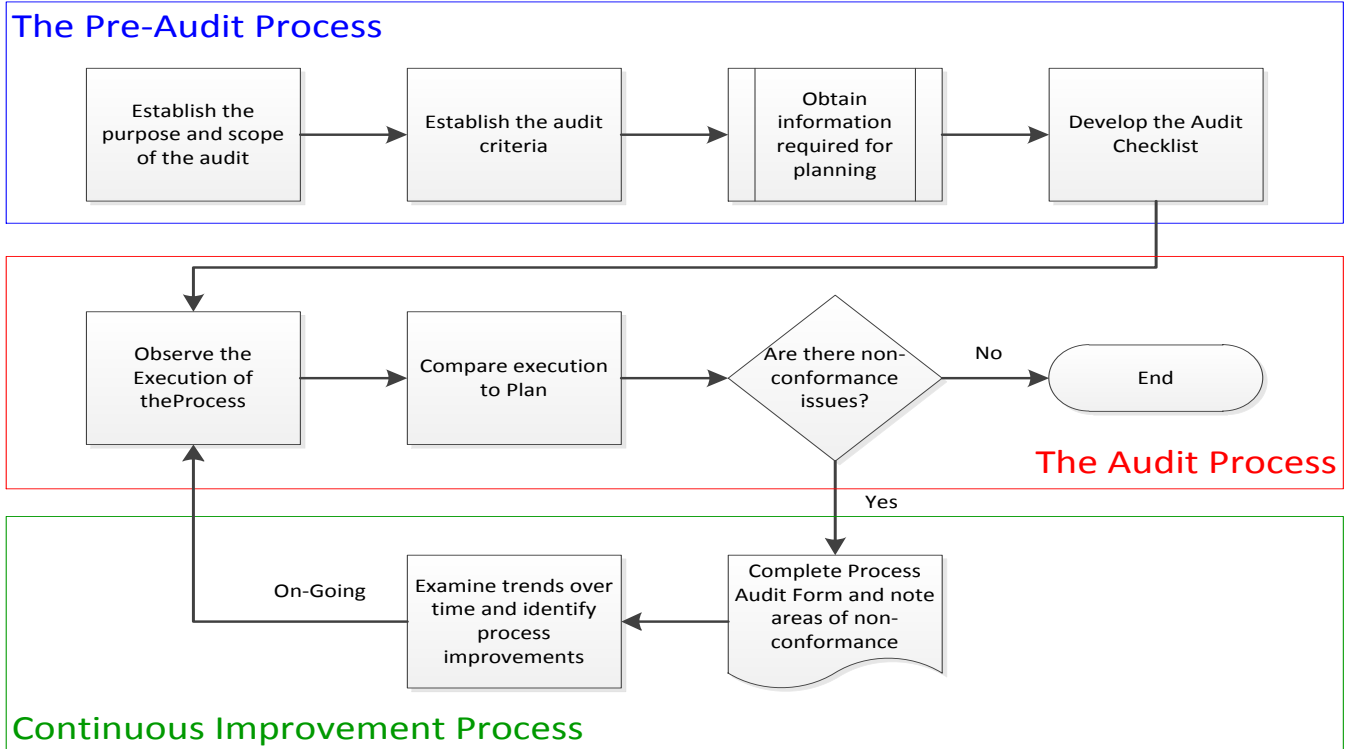 The Pre-Audit Process
Establish the
purpose and scope
of the audit
Establish the audit
criteria
Obtain
information
required for
planning
Develop the Audit
Checklist
Observe the
Execution of
theProcess
Compare execution
to Plan
Are there non-
conformance
issues?
No
End
The Audit Process
Yes
Complete Process
Audit Form and note
areas of non-
conformance
Examine trends over
time and identify
process
improvements
On-Going
Continuous Improvement Process